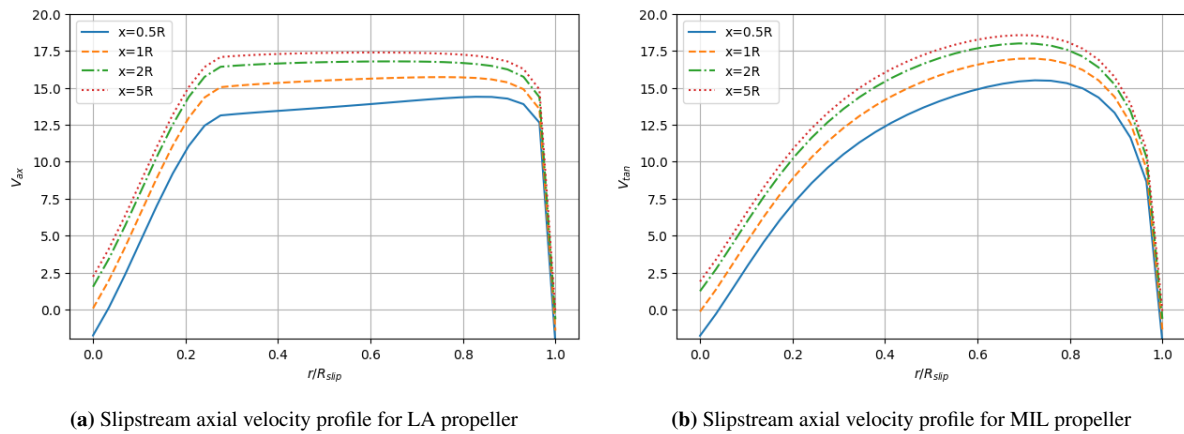 20.0
17.5
15.0
12.5
10.0
7.5
5.0
2.5
0.0
V_ax
x=0.5R
x=1R
x=2R
x=5R
0.0 0.2 0.4 0.6 0.8 1.0
r/R_slip
(a) Slipstream axial velocity profile for LA propeller
20.0
17.5
15.0
12.5
10.0
7.5
5.0
2.5
0.0
V_tan
x=0.5R
x=1R
x=2R
x=5R
0.0 0.2 0.4 0.6 0.8 1.0
r/R_slip
(b) Slipstream axial velocity profile for MIL propeller